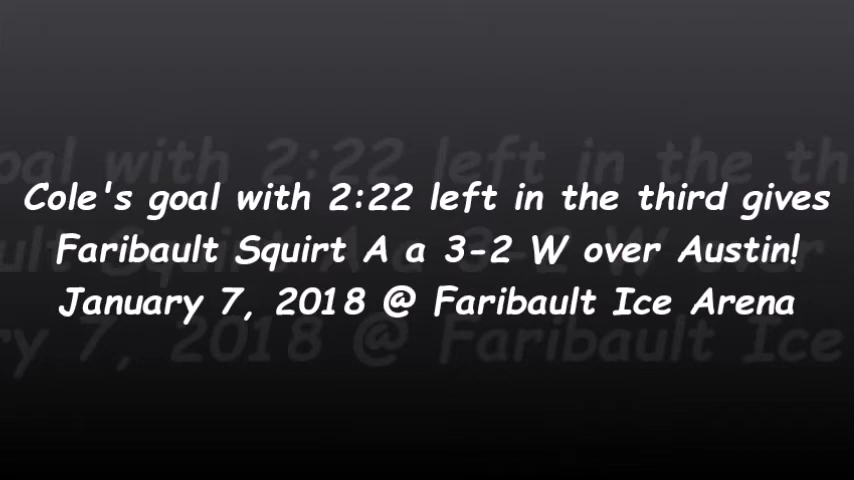 Cole's goal with 2:22 left in the third gives
Faribault Squirt A a 3-2 W over Austin!
January 7, 2018 @ Faribault Ice Arena